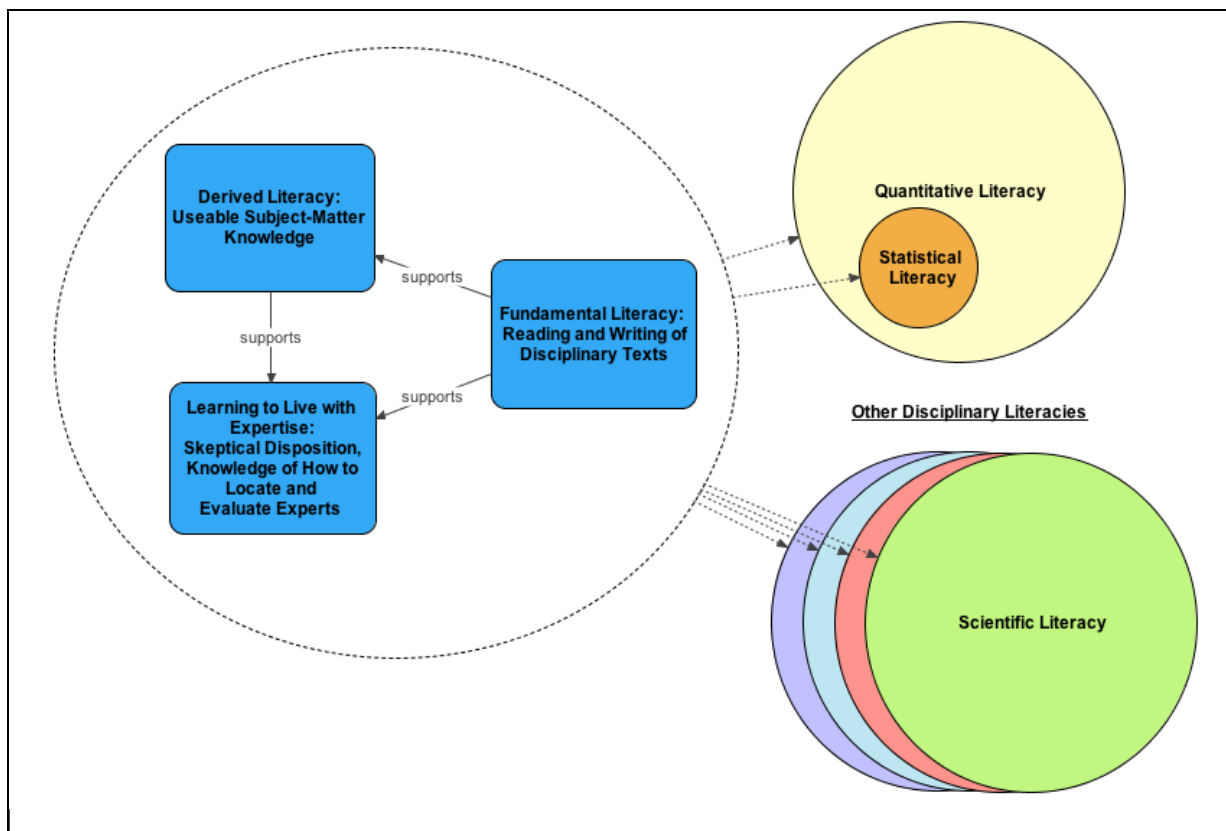 Derived Literacy:
Useable Subject-Matter
Knowledge
supports
supports
Fundamental Literacy:
Reading and Writing of
Disciplinary Texts
supports
Learning to Live with
Expertise:
Skeptical Disposition,
Knowledge of How to
Locate and
Evaluate Experts
Quantitative Literacy
Statistical
Literacy
Other Disciplinary Literacies
Scientific Literacy